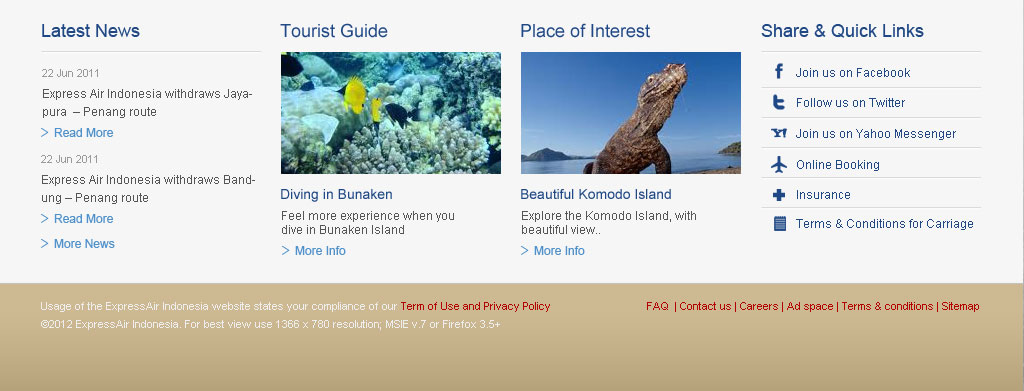 Latest News
22 Jun 2011
Express Air Indonesia withdraws Jaya-
pura – Penang route
> Read More
22 Jun 2011
Express Air Indonesia withdraws Band-
ung – Penang route
> Read More
> More News
Tourist Guide
Diving in Bunaken
Feel more experience when you
dive in Bunaken Island
> More Info
Place of Interest
Beautiful Komodo Island
Explore the Komodo Island, with
beautiful view..
> More Info
Share & Quick Links
Join us on Facebook
Follow us on Twitter
Join us on Yahoo Messenger
Online Booking
Insurance
Terms & Conditions for Carriage
Usage of the ExpressAir Indonesia website states your compliance of our Term of Use and Privacy Policy
©2012 ExpressAir Indonesia. For best view use 1366 x 780 resolution; MSIE v.7 or Firefox 3.5+
FAQ | Contact us | Careers | Ad space | Terms & conditions | Sitemap